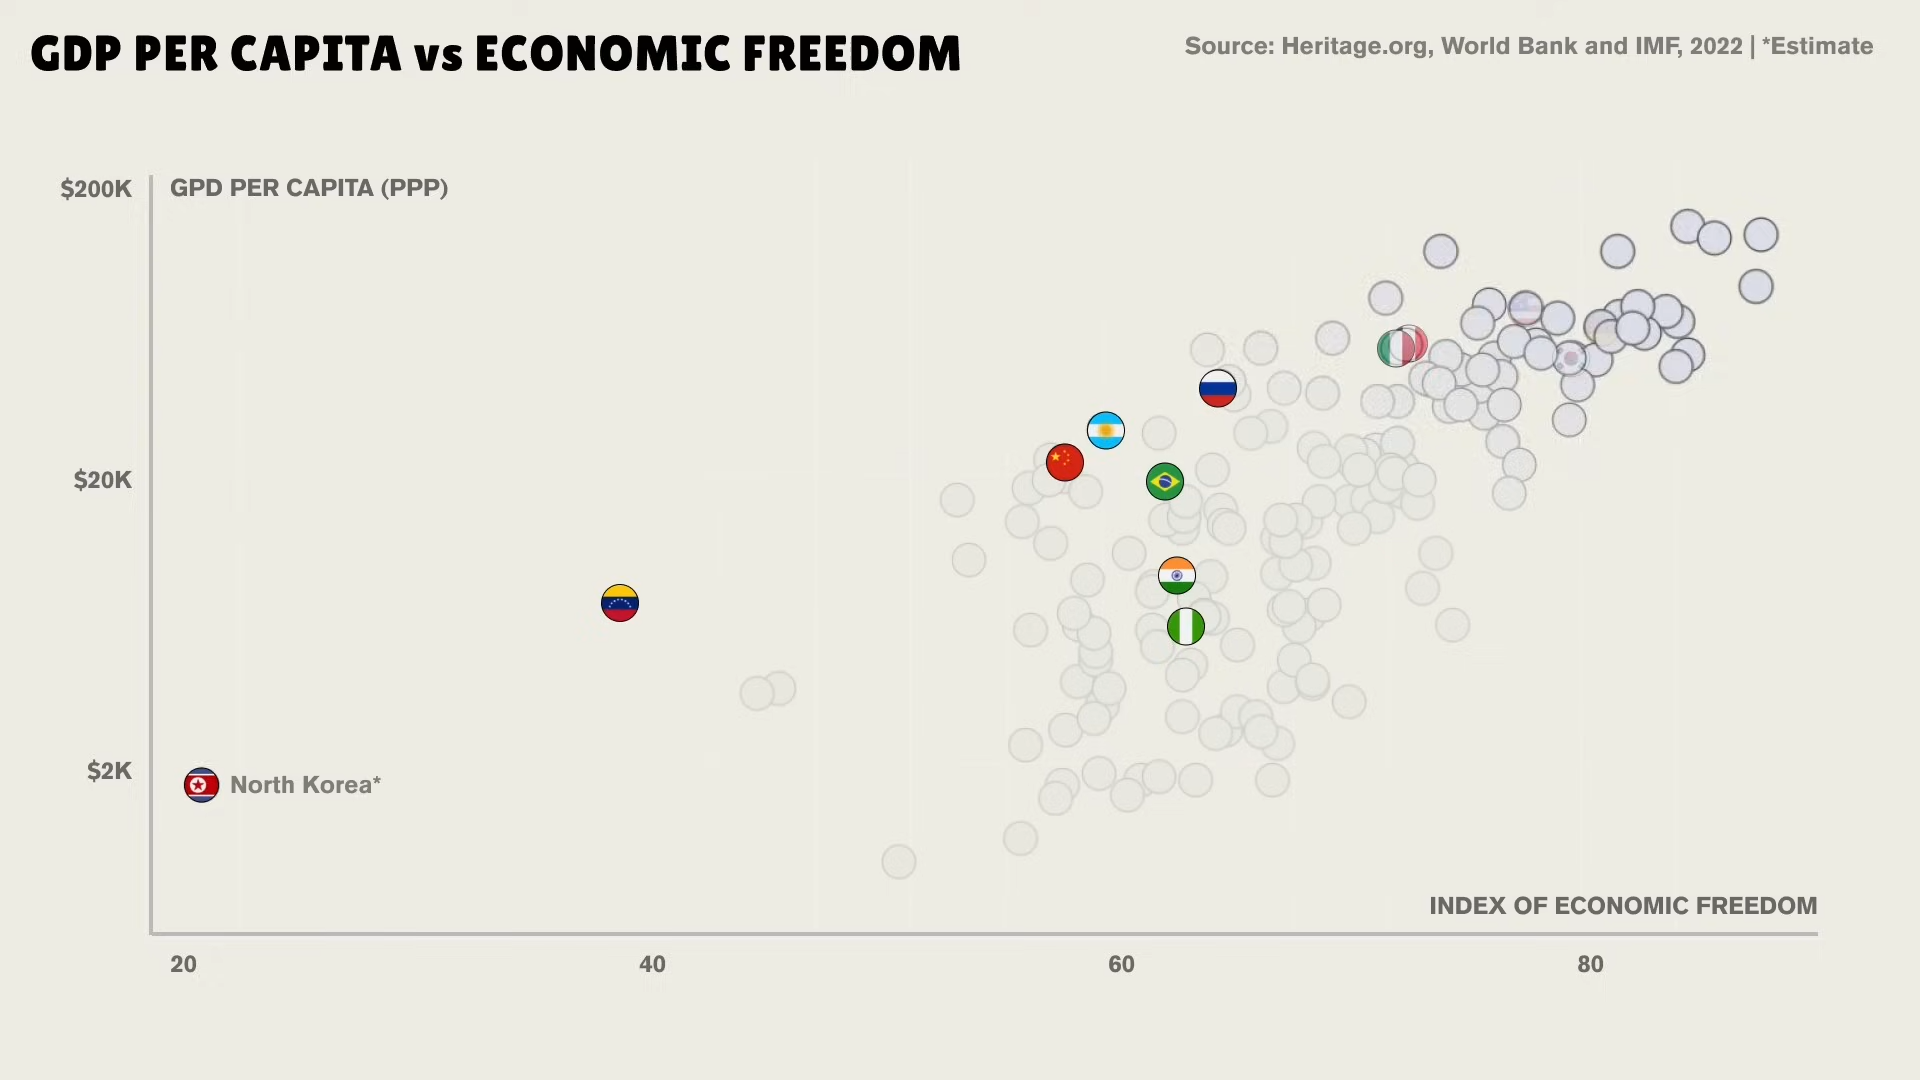 GDP PER CAPITA vs ECONOMIC FREEDOM
Source: Heritage.org, World Bank and IMF, 2022 | *Estimate
$200K
GPD PER CAPITA (PPP)
$20K
$2K
North Korea*
INDEX OF ECONOMIC FREEDOM
20 40 60 80